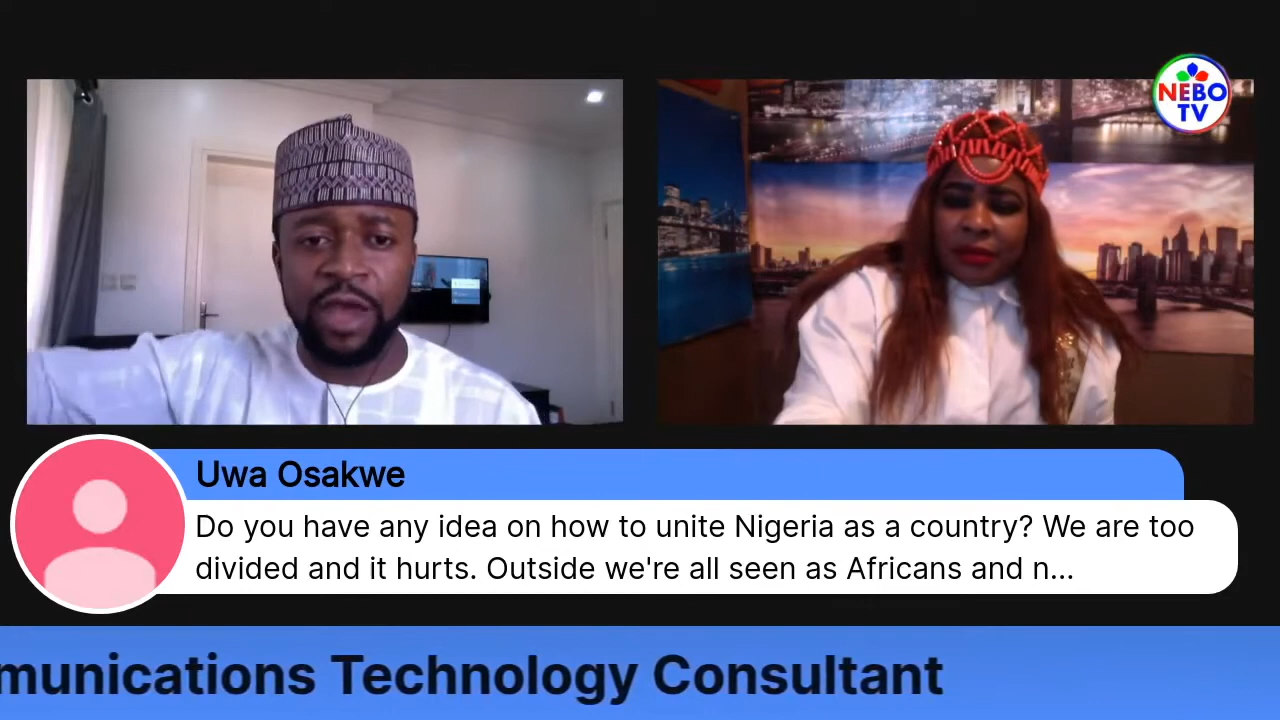 NEBO
TV
Uwa Osakwe
Do you have any idea on how to unite Nigeria as a country? We are too
divided and it hurts. Outside we're all seen as Africans and n...
munications Technology Consultant